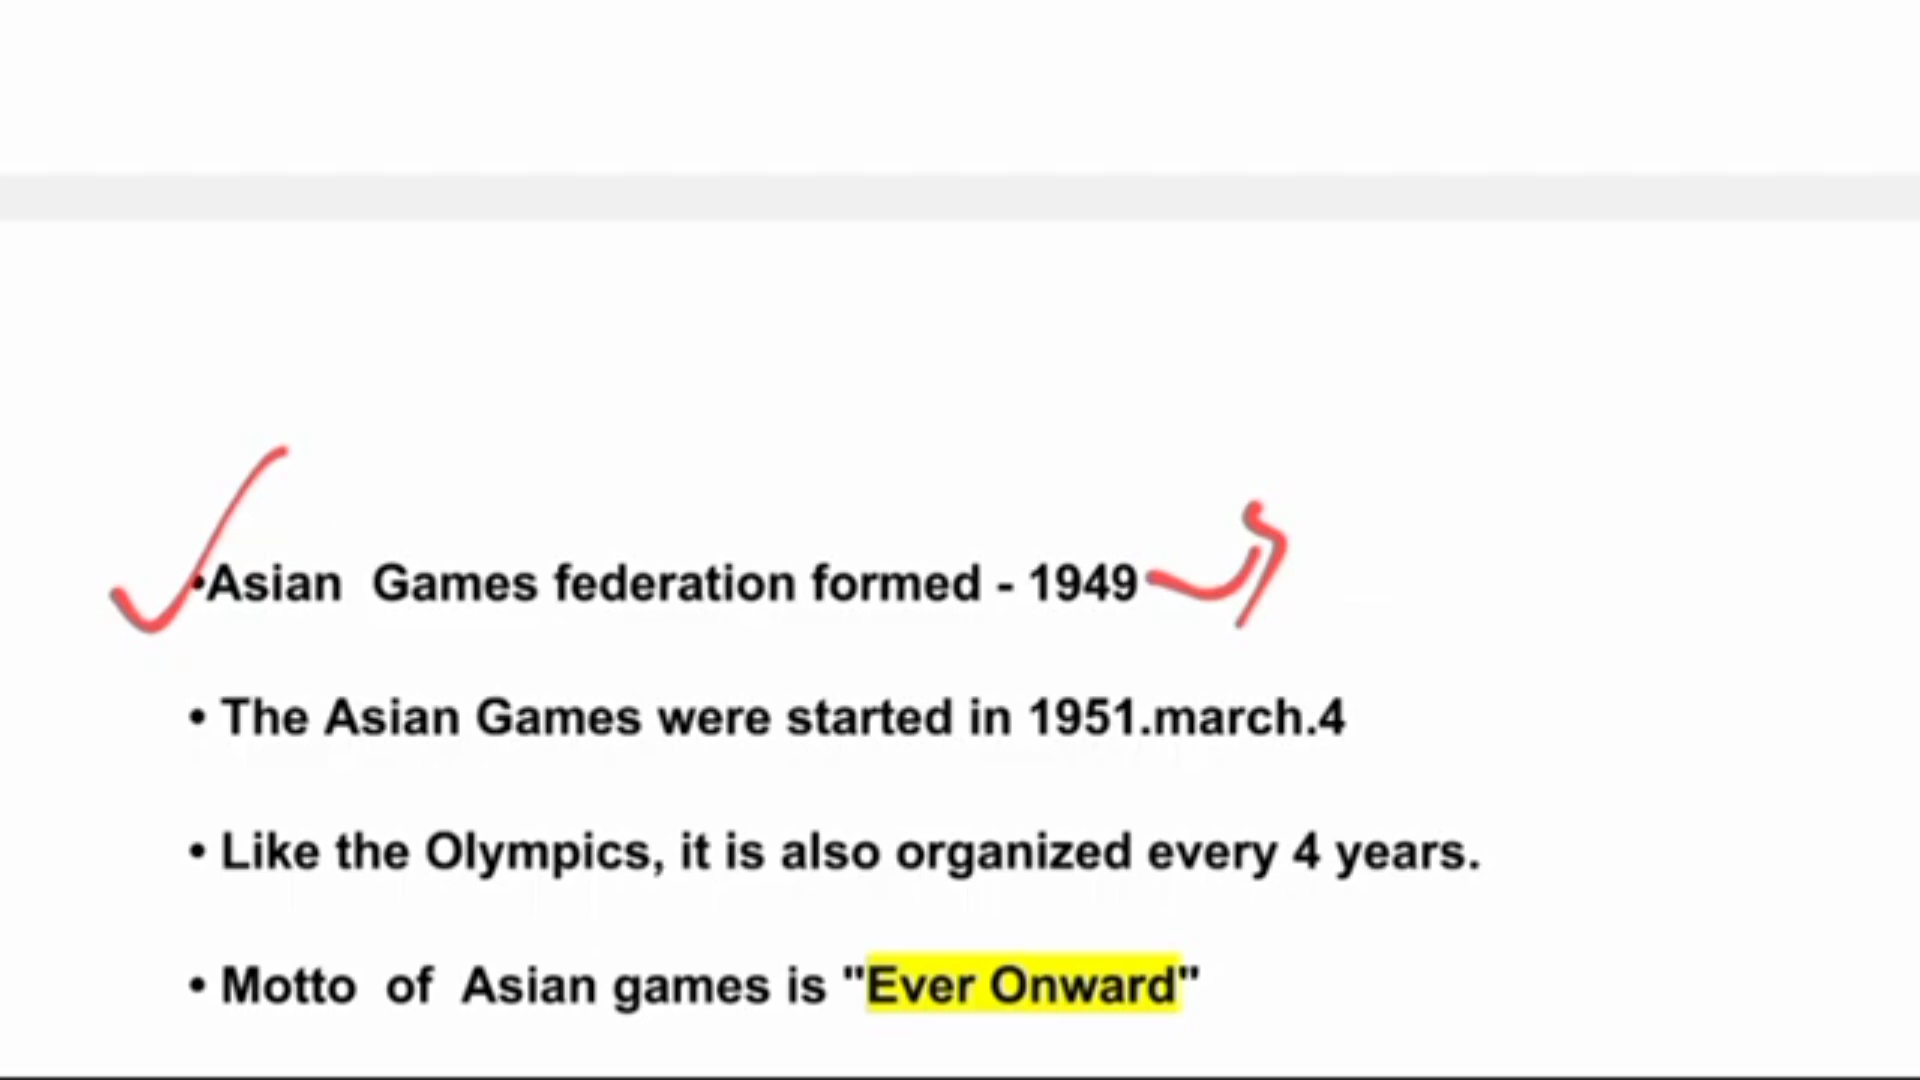 •Asian Games federation formed - 1949
• The Asian Games were started in 1951.march.4
• Like the Olympics, it is also organized every 4 years.
• Motto of Asian games is "Ever Onward"